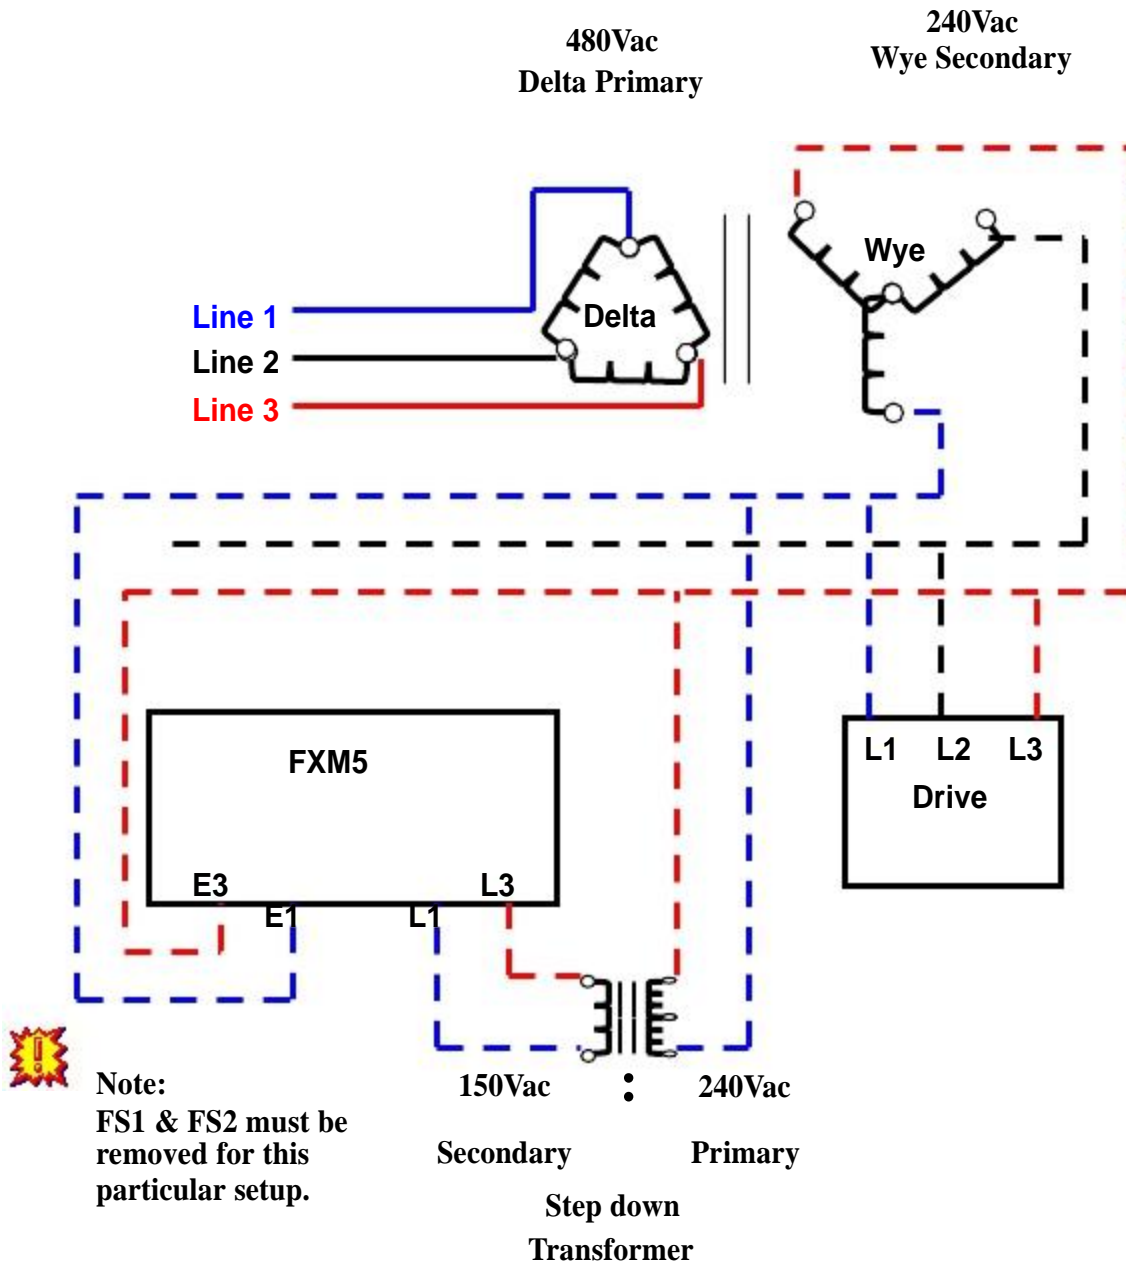 480Vac
Delta Primary
240Vac
Wye Secondary
Wye
Delta
Line 1
Line 2
Line 3
FXM5
L1 L2 L3
Drive
E3
E1
L1
L3
Note:
FS1 & FS2 must be
removed for this
particular setup.
150Vac : 240Vac
Secondary Primary
Step down
Transformer